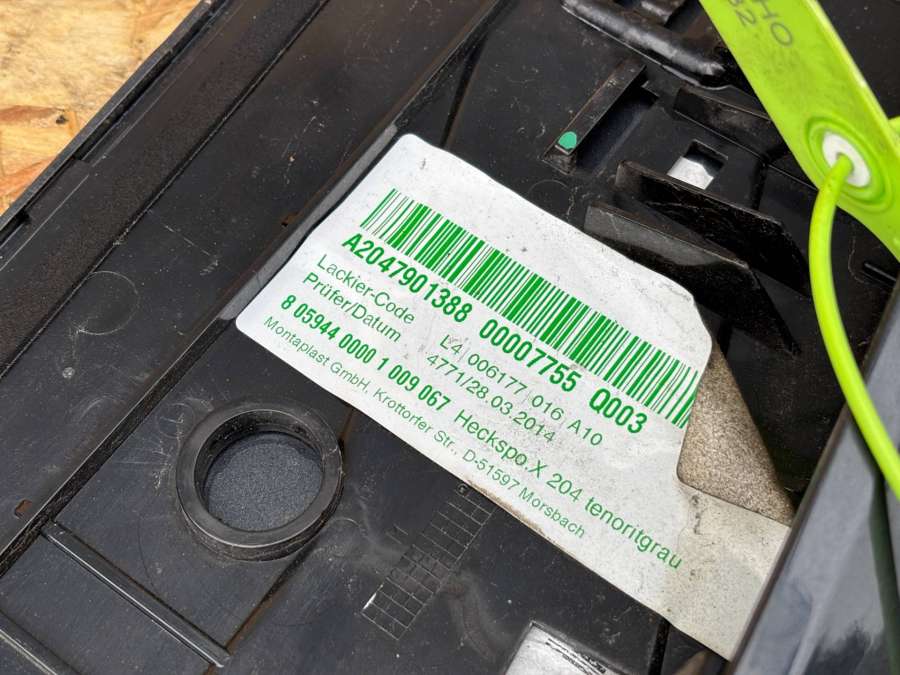 A2047901388 00007755 Q003
Lackier-Code L4 006177 016 A10
Prüfer/Datum 4771/28.03.2014
8 05944 0000 1 009 067 Heckspo.X 204 tenoritgrau
Montaplast GmbH, Krottorfer Str., D-51597 Morsbach